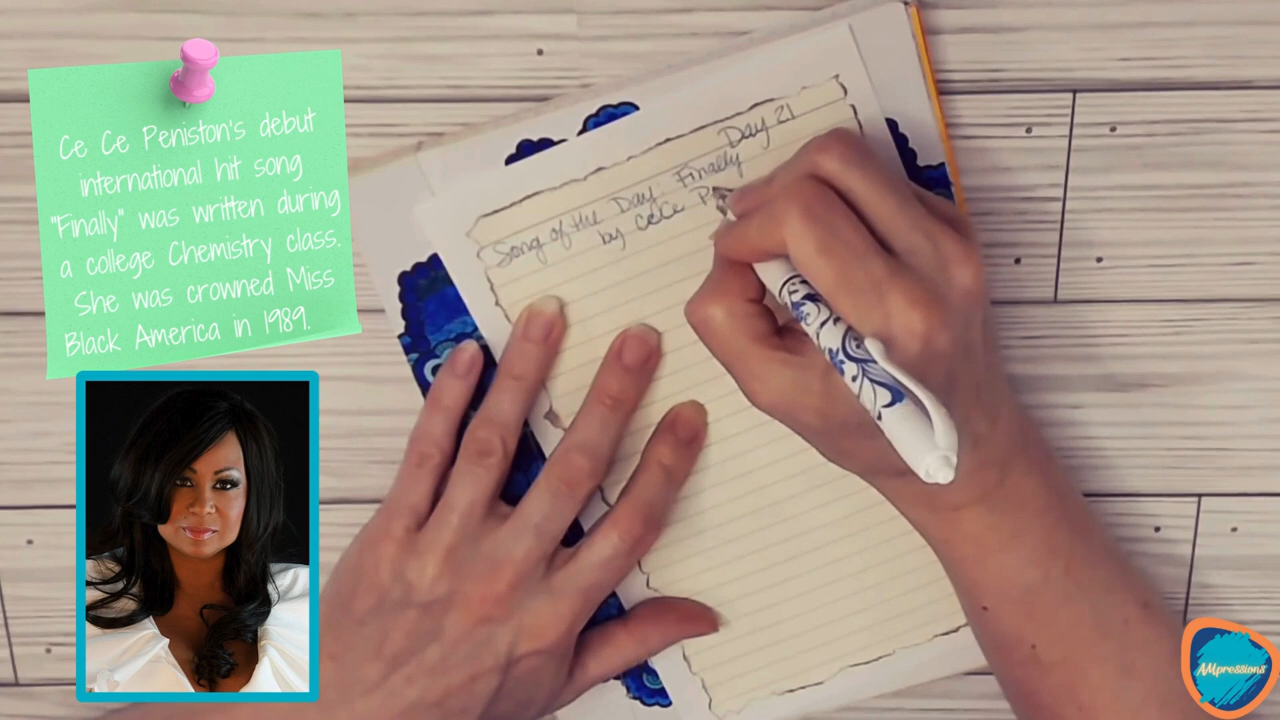 Ce Ce Peniston's debut
international hit song
"Finally" was written during
a college Chemistry class.
She was crowned Miss
Black America in 1989.
Day 21
Song of the Day: Finally
by CeCe
AMpressions